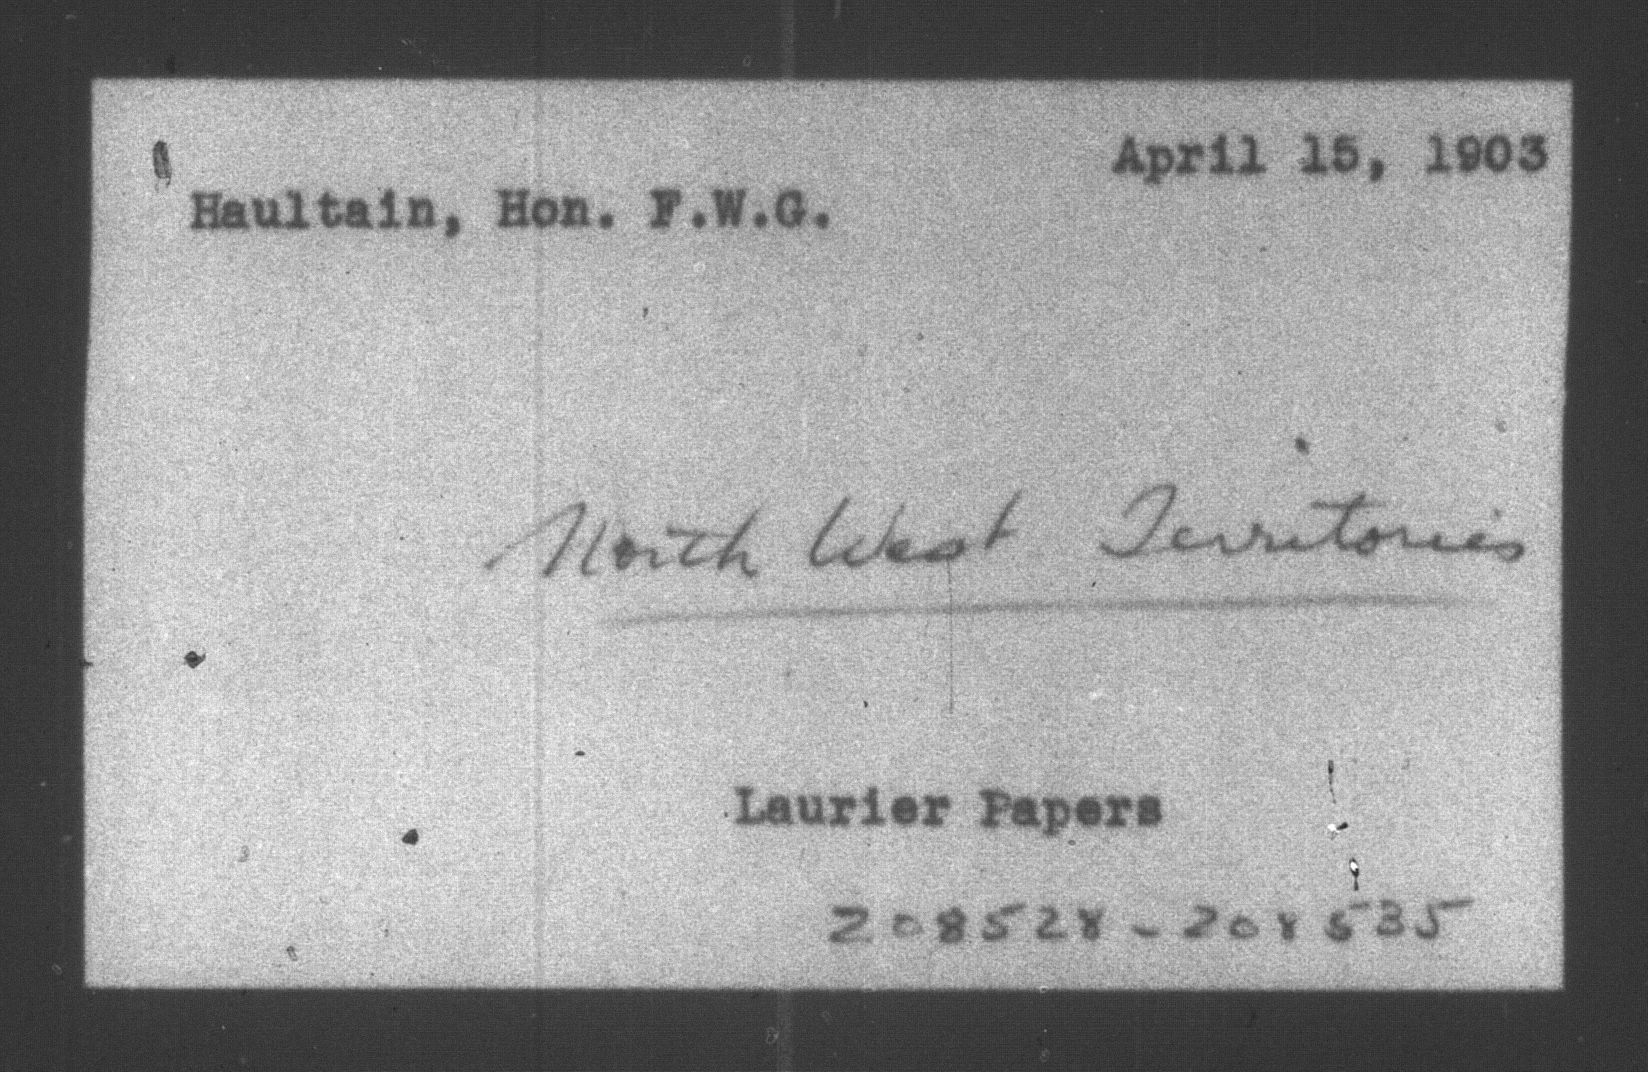 April 15, 1903
Haultain, Hon. F.W.G.
North West Territories
Laurier Papers
208528-208535